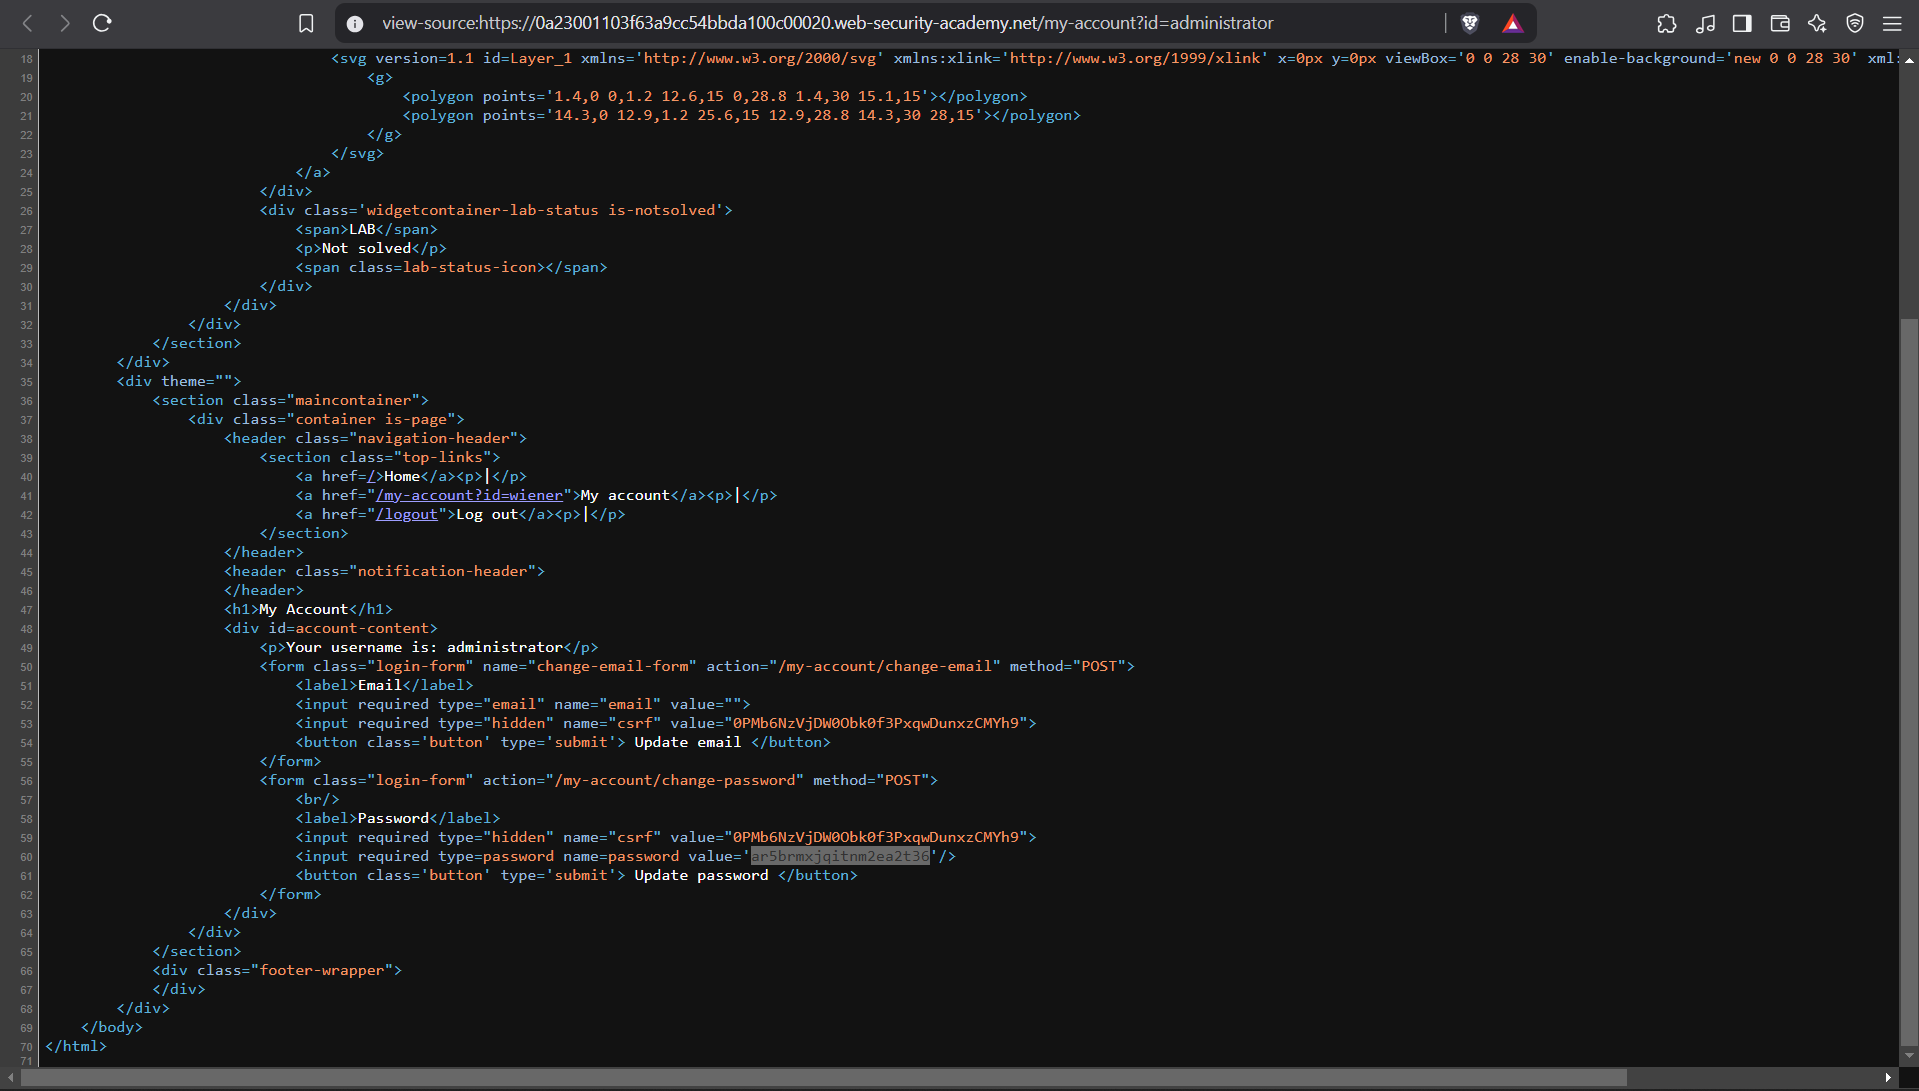 view-source:https://0a23001103f63a9cc54bbda100c00020.web-security-academy.net/my-account?id=administrator
18 <svg version=1.1 id=Layer_1 xmlns='http://www.w3.org/2000/svg' xmlns:xlink='http://www.w3.org/1999/xlink' x=0px y=0px viewBox='0 0 28 30' enable-background='new 0 0 28 30' xml:
19 <g>
20 <polygon points='1.4,0 0,1.2 12.6,15 0,28.8 1.4,30 15.1,15'></polygon>
21 <polygon points='14.3,0 12.9,1.2 25.6,15 12.9,28.8 14.3,30 28,15'></polygon>
22 </g>
23 </svg>
24 </a>
25 </div>
26 <div class='widgetcontainer-lab-status is-notsolved'>
27 <span>LAB</span>
28 <p>Not solved</p>
29 <span class=lab-status-icon></span>
30 </div>
31 </div>
32 </div>
33 </section>
34 </div>
35 <div theme="">
36 <section class="maincontainer">
37 <div class="container is-page">
38 <header class="navigation-header">
39 <section class="top-links">
40 <a href=/>Home</a><p>|</p>
41 <a href="/my-account?id=wiener">My account</a><p>|</p>
42 <a href="/logout">Log out</a><p>|</p>
43 </section>
44 </header>
45 <header class="notification-header">
46 </header>
47 <h1>My Account</h1>
48 <div id=account-content>
49 <p>Your username is: administrator</p>
50 <form class="login-form" name="change-email-form" action="/my-account/change-email" method="POST">
51 <label>Email</label>
52 <input required type="email" name="email" value="">
53 <input required type="hidden" name="csrf" value="0PMb6NzVjDW0Obk0f3PxqwDunxzCMYh9">
54 <button class='button' type='submit'> Update email </button>
55 </form>
56 <form class="login-form" action="/my-account/change-password" method="POST">
57 <br/>
58 <label>Password</label>
59 <input required type="hidden" name="csrf" value="0PMb6NzVjDW0Obk0f3PxqwDunxzCMYh9">
60 <input required type=password name=password value='ar5brmxjqitnm2ea2t36'/>
61 <button class='button' type='submit'> Update password </button>
62 </form>
63 </div>
64 </div>
65 </section>
66 <div class="footer-wrapper">
67 </div>
68 </div>
69 </body>
70 </html>
71